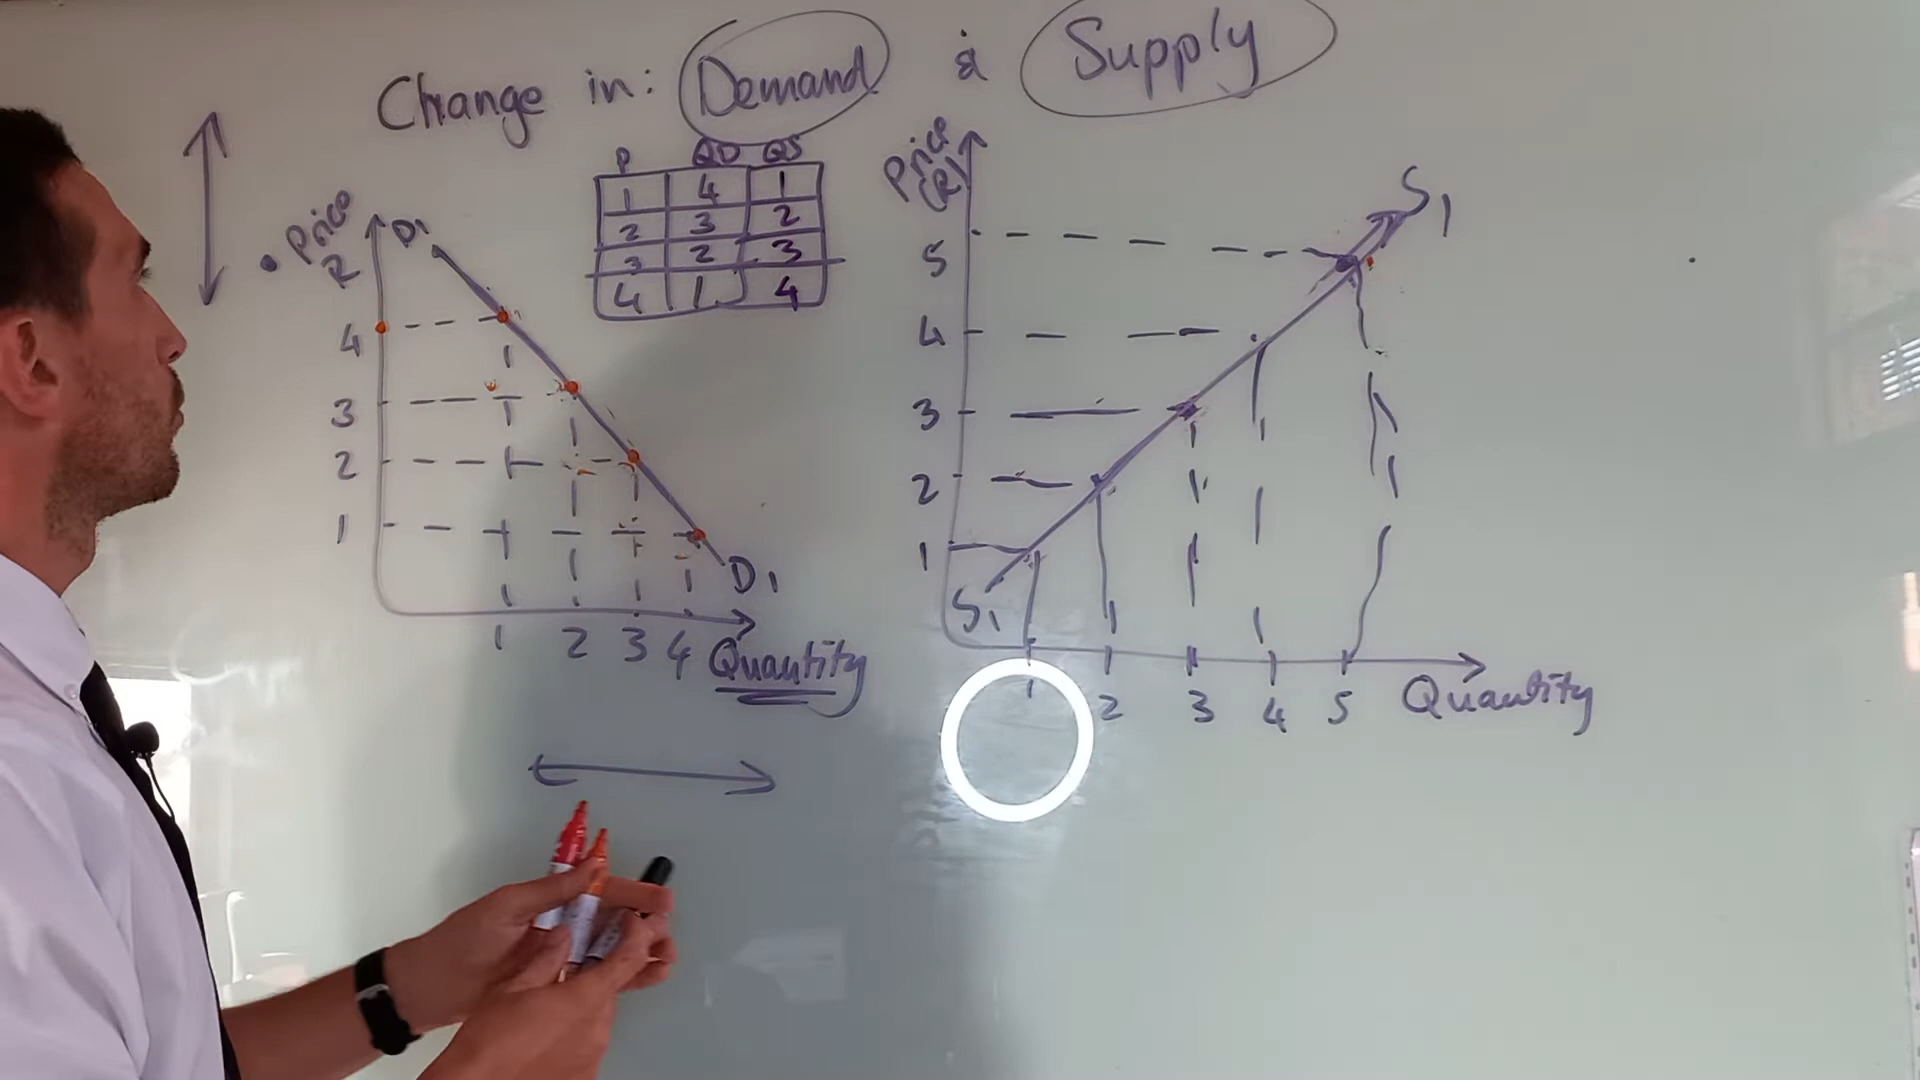 Change in: Demand & Supply
P QD QS
1 4 1
2 3 2
3 2 3
4 1 4
Price
R
D1
4
3
2
1
D1
1 2 3 4 Quantity
Price
(R)
S1
5
4
3
2
1
S1
1 2 3 4 5 Quantity